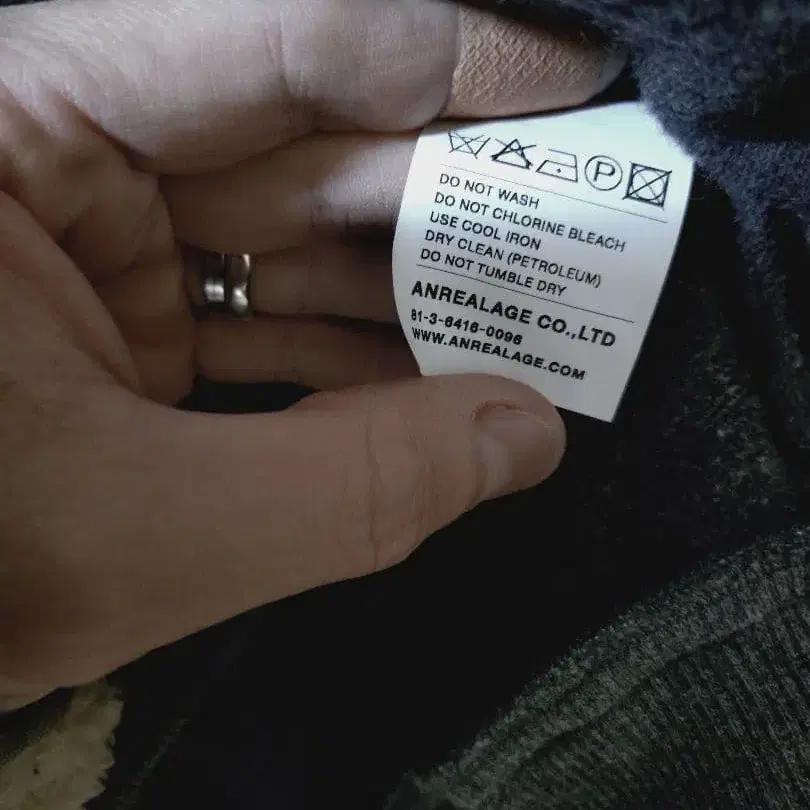 P
DO NOT WASH
DO NOT CHLORINE BLEACH
USE COOL IRON
DRY CLEAN (PETROLEUM)
DO NOT TUMBLE DRY
ANREALAGE CO.,LTD
81-3-6416-0096
WWW.ANREALAGE.COM